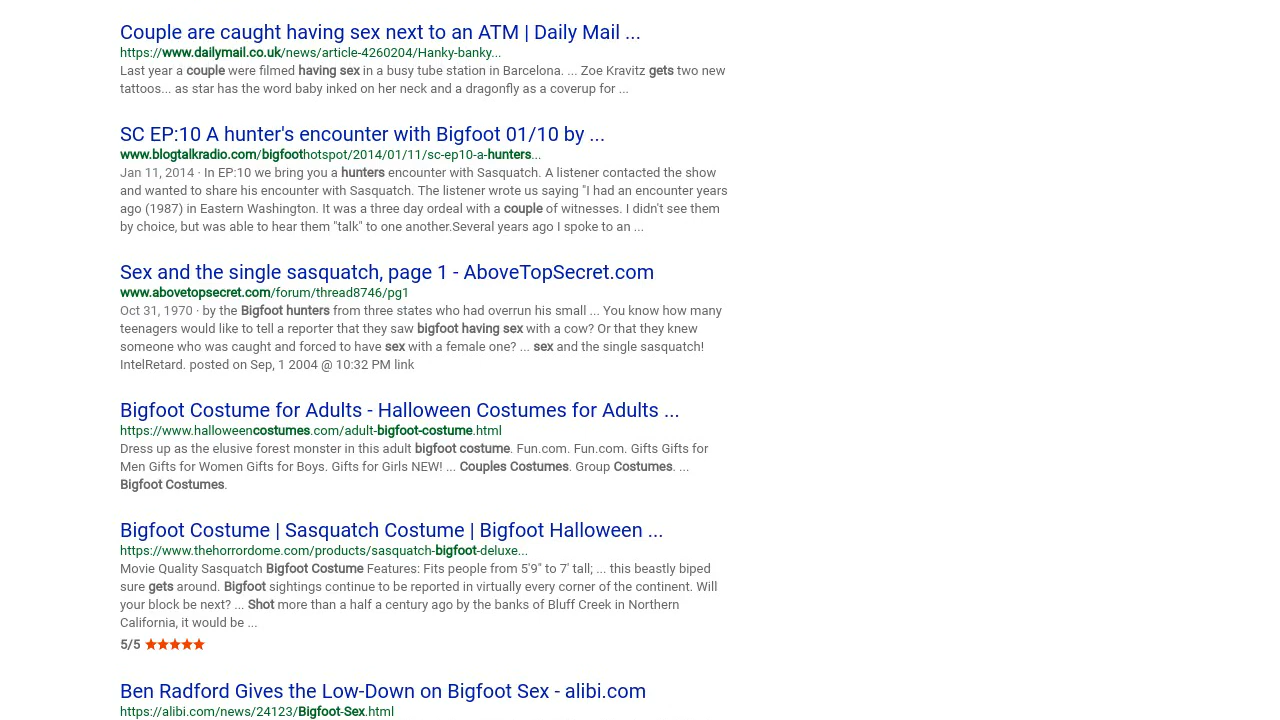 Couple are caught having sex next to an ATM | Daily Mail ...
https://www.dailymail.co.uk/news/article-4260204/Hanky-banky...
Last year a couple were filmed having sex in a busy tube station in Barcelona. ... Zoe Kravitz gets two new
tattoos... as star has the word baby inked on her neck and a dragonfly as a coverup for ...
SC EP:10 A hunter's encounter with Bigfoot 01/10 by ...
www.blogtalkradio.com/bigfoothotspot/2014/01/11/sc-ep10-a-hunters...
Jan 11, 2014 · In EP:10 we bring you a hunters encounter with Sasquatch. A listener contacted the show
and wanted to share his encounter with Sasquatch. The listener wrote us saying "I had an encounter years
ago (1987) in Eastern Washington. It was a three day ordeal with a couple of witnesses. I didn't see them
by choice, but was able to hear them "talk" to one another.Several years ago I spoke to an ...
Sex and the single sasquatch, page 1 - AboveTopSecret.com
www.abovetopsecret.com/forum/thread8746/pg1
Oct 31, 1970 · by the Bigfoot hunters from three states who had overrun his small ... You know how many
teenagers would like to tell a reporter that they saw bigfoot having sex with a cow? Or that they knew
someone who was caught and forced to have sex with a female one? ... sex and the single sasquatch!
IntelRetard. posted on Sep, 1 2004 @ 10:32 PM link
Bigfoot Costume for Adults - Halloween Costumes for Adults ...
https://www.halloweencostumes.com/adult-bigfoot-costume.html
Dress up as the elusive forest monster in this adult bigfoot costume. Fun.com. Fun.com. Gifts Gifts for
Men Gifts for Women Gifts for Boys. Gifts for Girls NEW! ... Couples Costumes. Group Costumes. ...
Bigfoot Costumes.
Bigfoot Costume | Sasquatch Costume | Bigfoot Halloween ...
https://www.thehorrordome.com/products/sasquatch-bigfoot-deluxe...
Movie Quality Sasquatch Bigfoot Costume Features: Fits people from 5'9" to 7' tall; ... this beastly biped
sure gets around. Bigfoot sightings continue to be reported in virtually every corner of the continent. Will
your block be next? ... Shot more than a half a century ago by the banks of Bluff Creek in Northern
California, it would be ...
5/5 ★★★★★
Ben Radford Gives the Low-Down on Bigfoot Sex - alibi.com
https://alibi.com/news/24123/Bigfoot-Sex.html